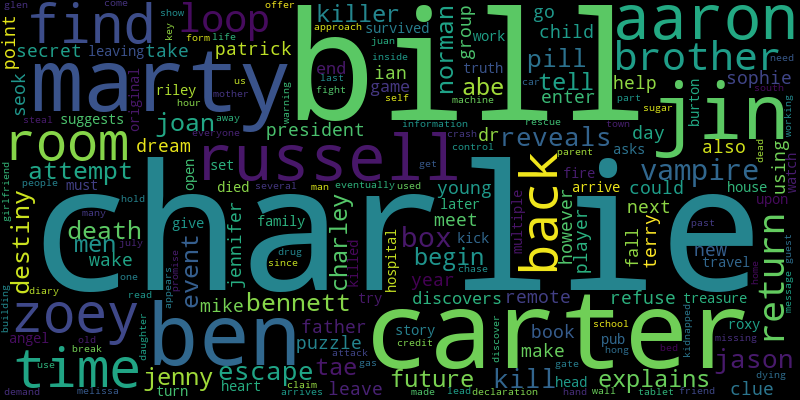 glen
come
show
life
offer
find
loop
killer
go
child
aaron
point
secret
leaving
take
key
form
approach
juan
survived
work
group
norman
brother
need
patrick
us
inside
truth
pill
tell
sophie
south
marty
bill
jin
seok
riley
hour
mother
last
end
ian
game
abe
enter
help
part
sugar
burton
working
original
steal
suggests
joan
away
warning
fight
self
car
machine
rescue
town
dead
everyone
president
information
dr
reveals
day
also
using
watch
room
dream
russell
crash
control
asks
attempt
set
get
parent
vampire
girlfriend
people
must
open
died
several
man
eventually
used
young
back
fire
arrive
house
upon
death
many
hold
give
family
later
meet
multiple
however
player
could
next
past
destiny
men
july
event
jennifer
drug
since
charley
killed
hospital
box
kick
chase
fall
terry
new
travel
wake
one
promise
begin
year
home
message
guest
return
charlie
diary
read
appears
mike
bennett
try
discovers
remote
refuse
treasure
building
zoey
ben
father
story
credit
carter
book
pub
school
roxy
kidnapped
angel
old
daughter
puzzle
tae
discover
make
hong
bad
missing
jason
time
break
jenny
escape
attack
gas
future
kill
gate
head
explains
dying
use
turn
heart
claim
leave
wall
tablet
clue
demand
melissa
arrives
made
lead
declaration
hand
friend